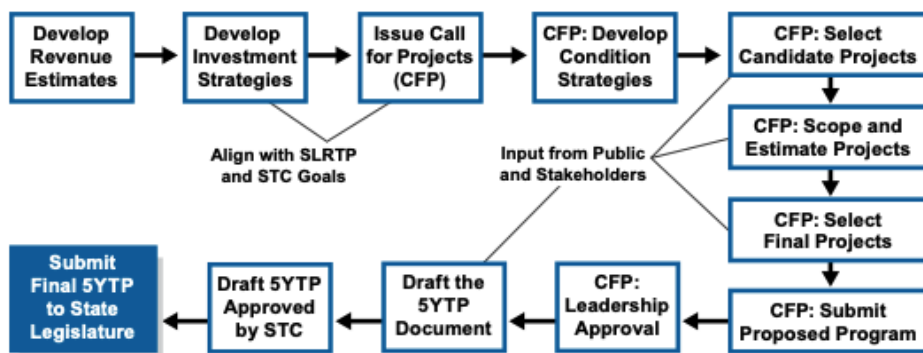 Develop
Revenue
Estimates
Develop
Investment
Strategies
Issue Call
for Projects
(CFP)
CFP: Develop
Condition
Strategies
CFP: Select
Candidate Projects
Align with SLRTP
and STC Goals
Input from Public
and Stakeholders
CFP: Scope and
Estimate Projects
CFP: Select
Final Projects
CFP: Submit
Proposed Program
CFP:
Leadership
Approval
Draft the
5YTP
Document
Draft 5YTP
Approved
by STC
Submit
Final 5YTP
to State
Legislature